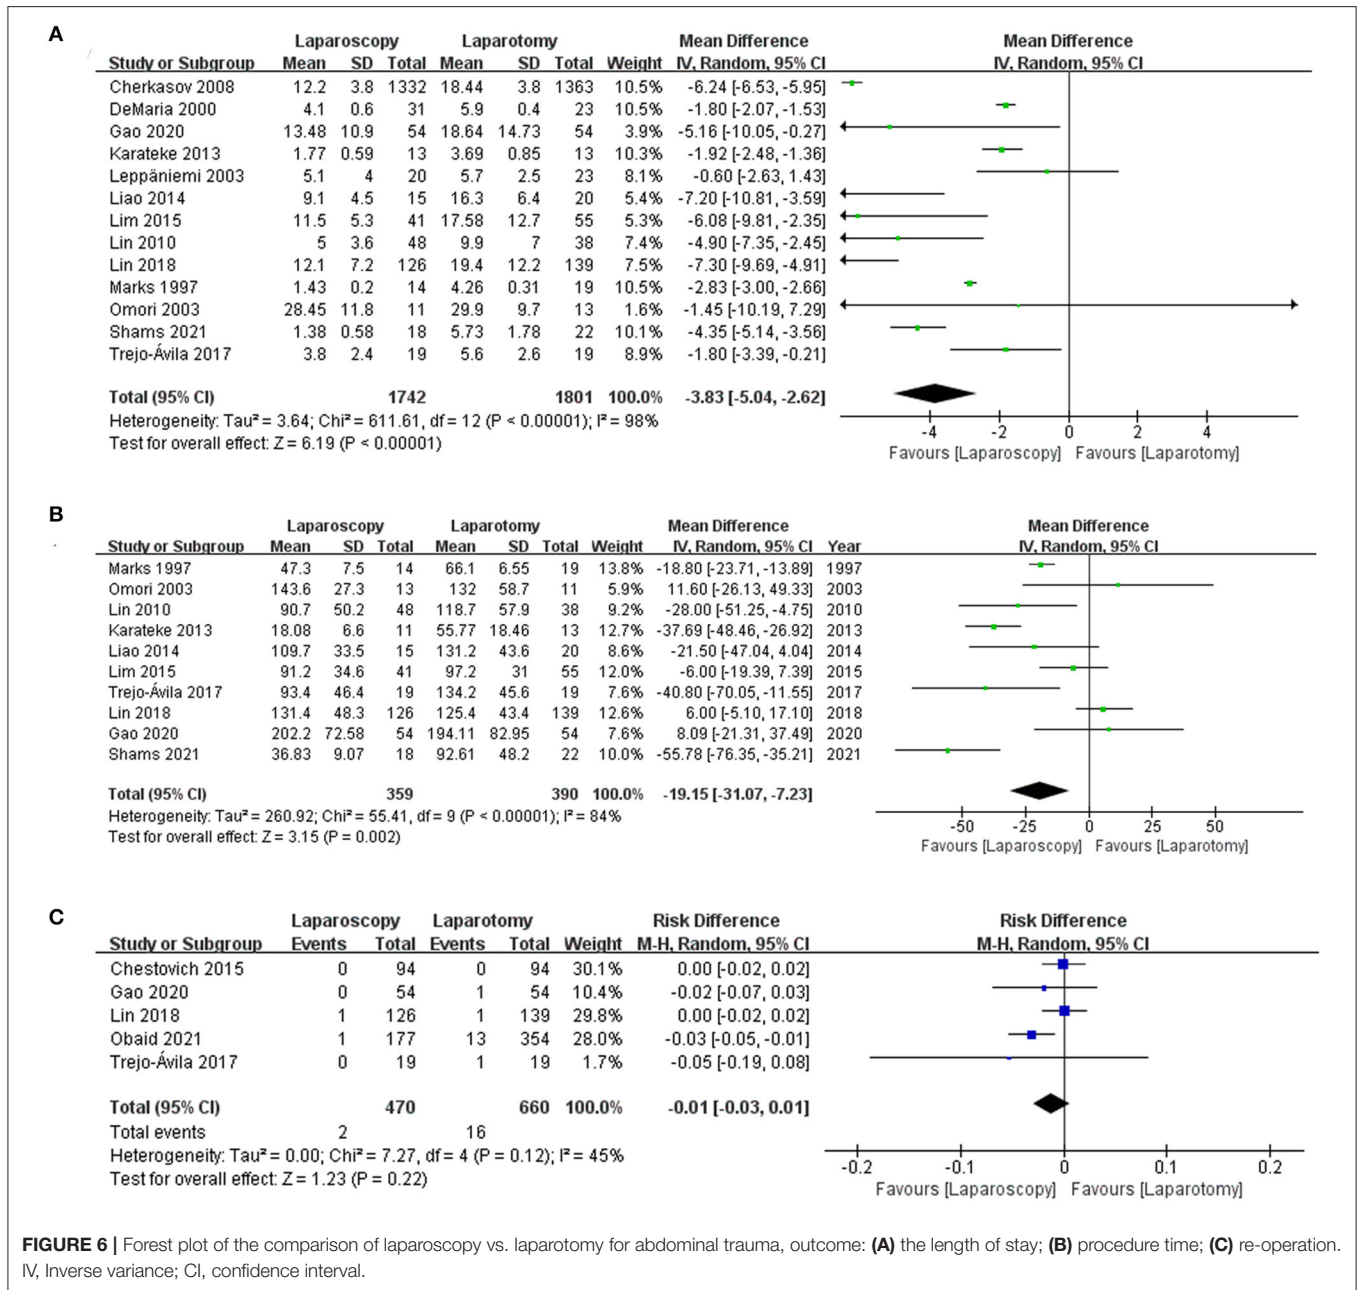 A
Laparoscopy Laparotomy Mean Difference Mean Difference
Study or Subgroup Mean SD Total Mean SD Total Weight IV, Random, 95% CI IV, Random, 95% CI
Cherkasov 2008 12.2 3.8 1332 18.44 3.8 1363 10.5% -6.24 [-6.53, -5.95]
DeMaria 2000 4.1 0.6 31 5.9 0.4 23 10.5% -1.80 [-2.07, -1.53]
Gao 2020 13.48 10.9 54 18.64 14.73 54 3.9% -5.16 [-10.05, -0.27]
Karateke 2013 1.77 0.59 13 3.69 0.85 13 10.3% -1.92 [-2.48, -1.36]
Leppäniemi 2003 5.1 4 20 5.7 2.5 23 8.1% -0.60 [-2.63, 1.43]
Liao 2014 9.1 4.5 15 16.3 6.4 20 5.4% -7.20 [-10.81, -3.59]
Lim 2015 11.5 5.3 41 17.58 12.7 55 5.3% -6.08 [-9.81, -2.35]
Lin 2010 5 3.6 48 9.9 7 38 7.4% -4.90 [-7.35, -2.45]
Lin 2018 12.1 7.2 126 19.4 12.2 139 7.5% -7.30 [-9.69, -4.91]
Marks 1997 1.43 0.2 14 4.26 0.31 19 10.5% -2.83 [-3.00, -2.66]
Omori 2003 28.45 11.8 11 29.9 9.7 13 1.6% -1.45 [-10.19, 7.29]
Shams 2021 1.38 0.58 18 5.73 1.78 22 10.1% -4.35 [-5.14, -3.56]
Trejo-Ávila 2017 3.8 2.4 19 5.6 2.6 19 8.9% -1.80 [-3.39, -0.21]
Total (95% CI) 1742 1801 100.0% -3.83 [-5.04, -2.62]
Heterogeneity: Tau² = 3.64; Chi² = 611.61, df = 12 (P < 0.00001); I² = 98%
Test for overall effect: Z = 6.19 (P < 0.00001)
-4 -2 0 2 4
Favours [Laparoscopy] Favours [Laparotomy]
B
Laparoscopy Laparotomy Mean Difference Mean Difference
Study or Subgroup Mean SD Total Mean SD Total Weight IV, Random, 95% CI Year IV, Random, 95% CI
Marks 1997 47.3 7.5 14 66.1 6.55 19 13.8% -18.80 [-23.71, -13.89] 1997
Omori 2003 143.6 27.3 13 132 58.7 11 5.9% 11.60 [-26.13, 49.33] 2003
Lin 2010 90.7 50.2 48 118.7 57.9 38 9.2% -28.00 [-51.25, -4.75] 2010
Karateke 2013 18.08 6.6 11 55.77 18.46 13 12.7% -37.69 [-48.46, -26.92] 2013
Liao 2014 109.7 33.5 15 131.2 43.6 20 8.6% -21.50 [-47.04, 4.04] 2014
Lim 2015 91.2 34.6 41 97.2 31 55 12.0% -6.00 [-19.39, 7.39] 2015
Trejo-Ávila 2017 93.4 46.4 19 134.2 45.6 19 7.6% -40.80 [-70.05, -11.55] 2017
Lin 2018 131.4 48.3 126 125.4 43.4 139 12.6% 6.00 [-5.10, 17.10] 2018
Gao 2020 202.2 72.58 54 194.11 82.95 54 7.6% 8.09 [-21.31, 37.49] 2020
Shams 2021 36.83 9.07 18 92.61 48.2 22 10.0% -55.78 [-76.35, -35.21] 2021
Total (95% CI) 359 390 100.0% -19.15 [-31.07, -7.23]
Heterogeneity: Tau² = 260.92; Chi² = 55.41, df = 9 (P < 0.00001); I² = 84%
Test for overall effect: Z = 3.15 (P = 0.002)
-50 -25 0 25 50
Favours [Laparoscopy] Favours [Laparotomy]
C
Laparoscopy Laparotomy Risk Difference Risk Difference
Study or Subgroup Events Total Events Total Weight M-H, Random, 95% CI M-H, Random, 95% CI
Chestovich 2015 0 94 0 94 30.1% 0.00 [-0.02, 0.02]
Gao 2020 0 54 1 54 10.4% -0.02 [-0.07, 0.03]
Lin 2018 1 126 1 139 29.8% 0.00 [-0.02, 0.02]
Obaid 2021 1 177 13 354 28.0% -0.03 [-0.05, -0.01]
Trejo-Ávila 2017 0 19 1 19 1.7% -0.05 [-0.19, 0.08]
Total (95% CI) 470 660 100.0% -0.01 [-0.03, 0.01]
Total events 2 16
Heterogeneity: Tau² = 0.00; Chi² = 7.27, df = 4 (P = 0.12); I² = 45%
Test for overall effect: Z = 1.23 (P = 0.22)
-0.2 -0.1 0 0.1 0.2
Favours [Laparoscopy] Favours [Laparotomy]
FIGURE 6 | Forest plot of the comparison of laparoscopy vs. laparotomy for abdominal trauma, outcome: (A) the length of stay; (B) procedure time; (C) re-operation.
IV, Inverse variance; CI, confidence interval.